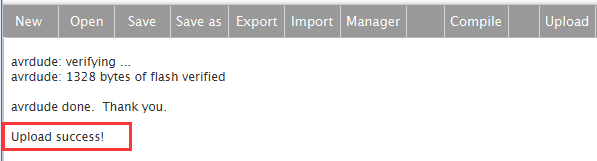 New Open Save Save as Export Import Manager Compile Upload
avrdude: verifying ...
avrdude: 1328 bytes of flash verified
avrdude done.  Thank you.
Upload success!